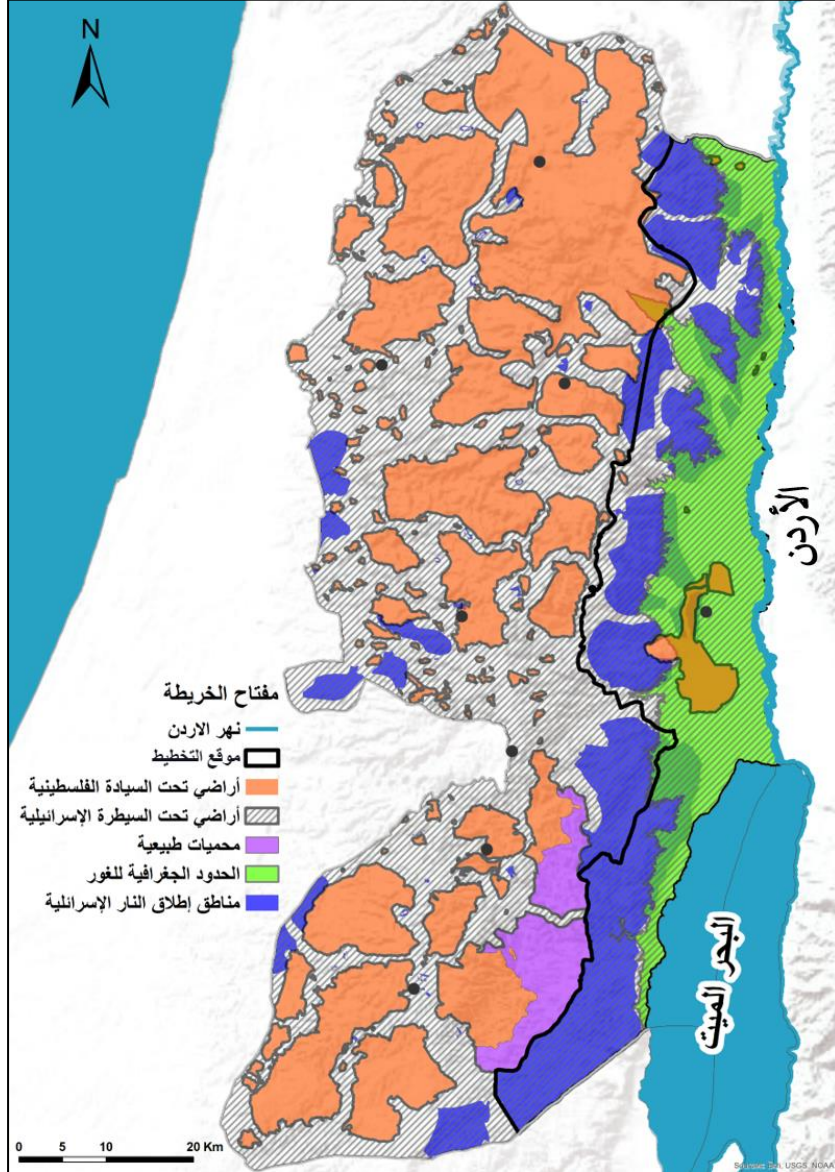 N
الأردن
مفتاح الخريطة
نهر الاردن
موقع التخطيط
أراضي تحت السيادة الفلسطينية
أراضي تحت السيطرة الإسرائيلية
محميات طبيعية
الحدود الجغرافية للغور
مناطق إطلاق النار الإسرائلية
البحر الميت
0 5 10 20 Km
Sources: Esri, USGS, NOAA